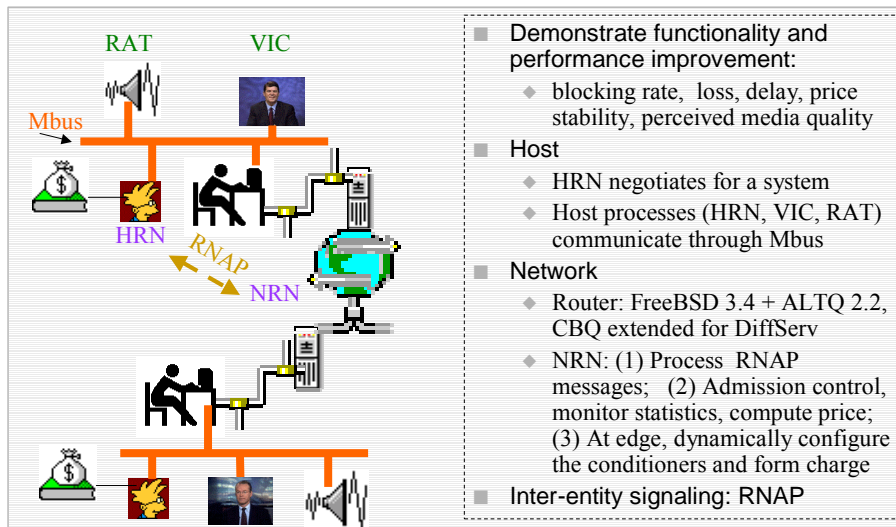 RAT
VIC
Mbus
HRN
RNAP
NRN
$
$
Demonstrate functionality and
performance improvement:
blocking rate, loss, delay, price
stability, perceived media quality
Host
HRN negotiates for a system
Host processes (HRN, VIC, RAT)
communicate through Mbus
Network
Router: FreeBSD 3.4 + ALTQ 2.2,
CBQ extended for DiffServ
NRN: (1) Process RNAP
messages; (2) Admission control,
monitor statistics, compute price;
(3) At edge, dynamically configure
the conditioners and form charge
Inter-entity signaling: RNAP